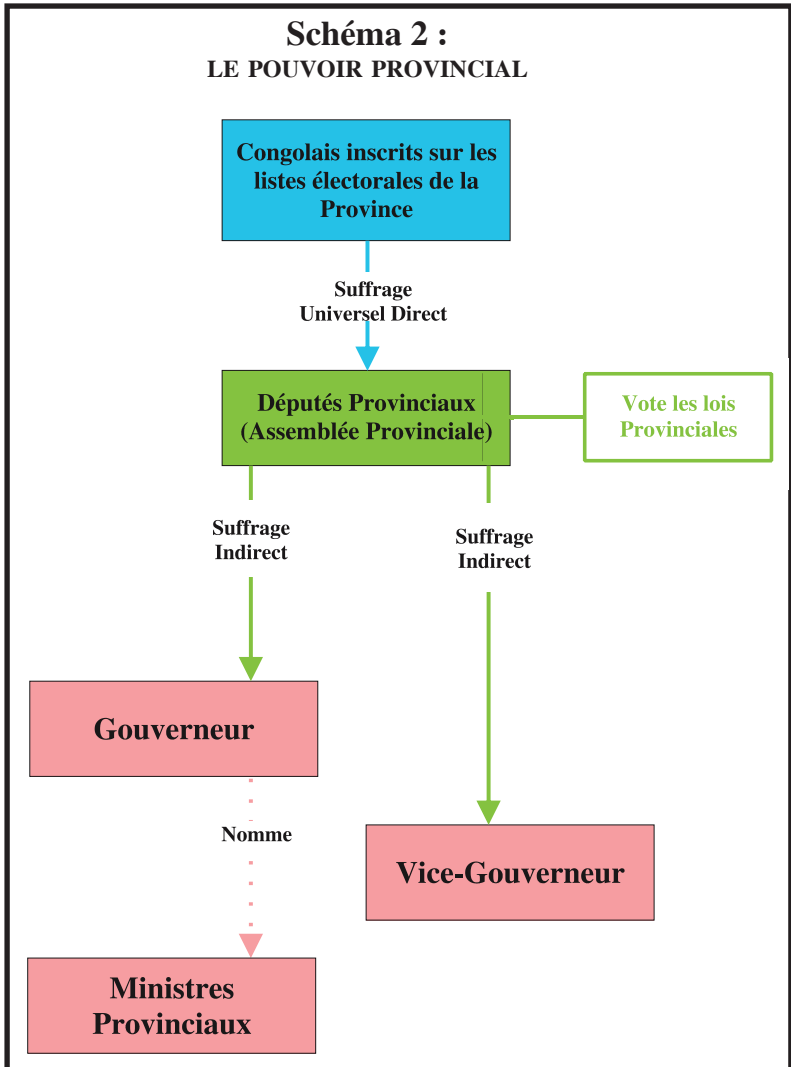 Schéma 2 :
LE POUVOIR PROVINCIAL
Congolais inscrits sur les
listes électorales de la
Province
Suffrage
Universel Direct
Députés Provinciaux
(Assemblée Provinciale)
Vote les lois
Provinciales
Suffrage
Indirect
Suffrage
Indirect
Gouverneur
Nomme
Vice-Gouverneur
Ministres
Provinciaux